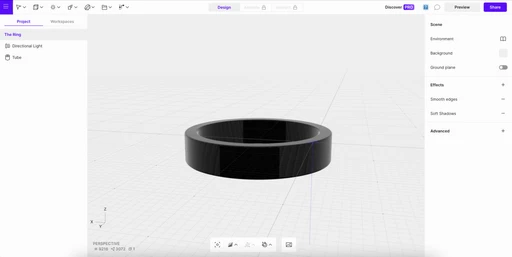 Design
Discover PRO
Preview
Share
Project
Workspaces
The Ring
Directional Light
Tube
Scene
Environment
Background
Ground plane
Effects
Smooth edges
Soft Shadows
Advanced
Z
X
Y
PERSPECTIVE